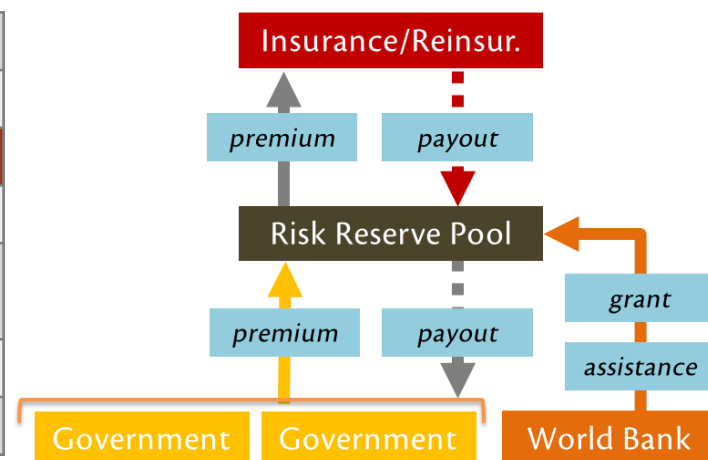 Insurance/Reinsur.
premium
payout
Risk Reserve Pool
grant
premium
payout
assistance
Government
Government
World Bank